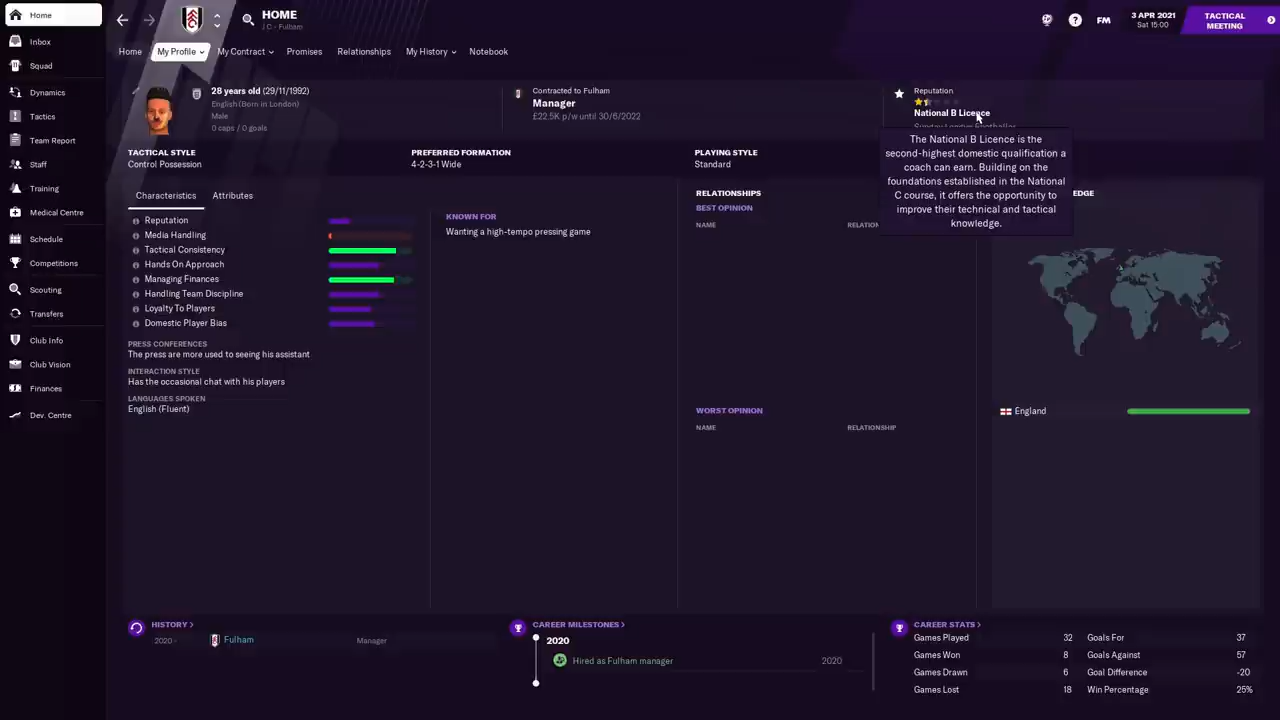 Home
Inbox
Squad
Dynamics
Tactics
Team Report
Staff
Training
Medical Centre
Schedule
Competitions
Scouting
Transfers
Club Info
Club Vision
Finances
Dev. Centre
HOME
J C - Fulham
FM
3 APR 2021
Sat 15:00
TACTICAL
MEETING
Home My Profile My Contract Promises Relationships My History Notebook
28 years old (29/11/1992)
English (Born in London)
Male
0 caps / 0 goals
Contracted to Fulham
Manager
£22.5K p/w until 30/6/2022
Reputation
National B Licence
Sunday League Footballer
The National B Licence is the
second-highest domestic qualification a
coach can earn. Building on the
foundations established in the National
C course, it offers the opportunity to
improve their technical and tactical
knowledge.
TACTICAL STYLE
Control Possession
PREFERRED FORMATION
4-2-3-1 Wide
PLAYING STYLE
Standard
Characteristics Attributes
Reputation
Media Handling
Tactical Consistency
Hands On Approach
Managing Finances
Handling Team Discipline
Loyalty To Players
Domestic Player Bias
PRESS CONFERENCES
The press are more used to seeing his assistant
INTERACTION STYLE
Has the occasional chat with his players
LANGUAGES SPOKEN
English (Fluent)
KNOWN FOR
Wanting a high-tempo pressing game
RELATIONSHIPS
BEST OPINION
NAME RELATION
WORST OPINION
NAME RELATIONSHIP
EDGE
England
HISTORY >
2020 - Fulham Manager
CAREER MILESTONES >
2020
Hired as Fulham manager 2020
CAREER STATS >
Games Played 32 Goals For 37
Games Won 8 Goals Against 57
Games Drawn 6 Goal Difference -20
Games Lost 18 Win Percentage 25%